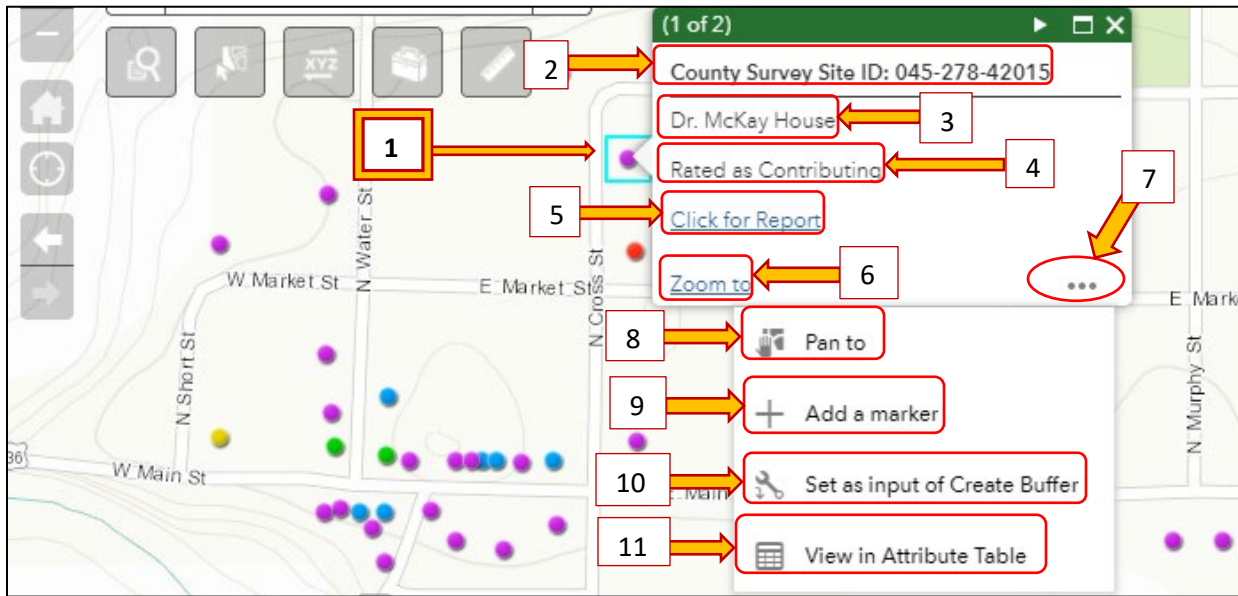 (1 of 2)
XYZ
2
County Survey Site ID: 045-278-42015
1
Dr. McKay House
3
Rated as Contributing
4
7
5
Click for Report
N Water St
N Cross St
W Market St
E Market St
Zoom to
6
E Marke
8
Pan to
N Short St
N Murphy St
9
Add a marker
36
W Main St
10
Set as input of Create Buffer
E Main
11
View in Attribute Table